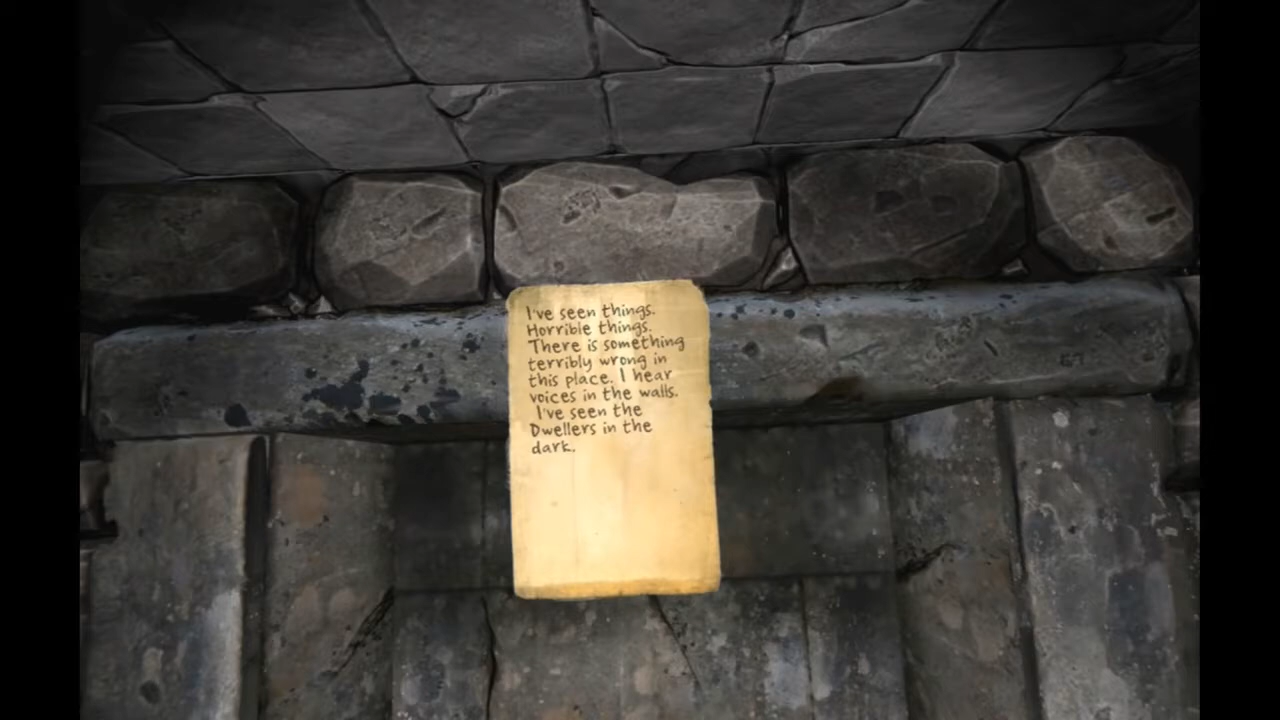 I've seen things.
Horrible things.
There is something
terribly wrong in
this place. I hear
voices in the walls.
I've seen the
Dwellers in the
dark.